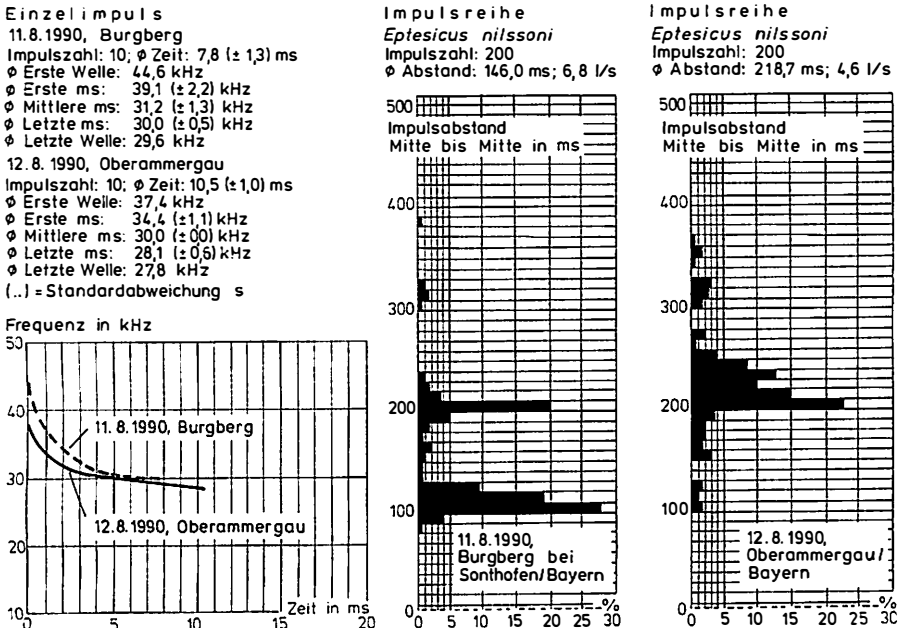 Einzelimpuls
11.8.1990, Burgberg
Impulszahl: 10; ϕ Zeit: 7,8 (± 1,3) ms
ϕ Erste Welle: 44,6 kHz
ϕ Erste ms: 39,1 (± 2,2) kHz
ϕ Mittlere ms: 31,2 (± 1,3) kHz
ϕ Letzte ms: 30,0 (± 0,5) kHz
ϕ Letzte Welle: 29,6 kHz
12.8. 1990, Oberammergau
Impulszahl: 10; ϕ Zeit: 10,5 (± 1,0) ms
ϕ Erste Welle: 37,4 kHz
ϕ Erste ms: 34,4 (± 1,1) kHz
ϕ Mittlere ms: 30,0 (± 00) kHz
ϕ Letzte ms: 28,1 (± 0,6) kHz
ϕ Letzte Welle: 27,8 kHz
(..) = Standardabweichung s
Frequenz in kHz
50
40
30
20
10
11.8.1990, Burgberg
12.8.1990, Oberammergau
Zeit in ms
0 5 10 15 20
Impulsreihe
Eptesicus nilssoni
Impulszahl: 200
ϕ Abstand: 146,0 ms; 6,8 I/s
500
Impulsabstand
Mitte bis Mitte in ms
400
300
200
100
0
11.8.1990,
Burgberg bei
Sonthofen/Bayern
%
0 5 10 15 20 25 30
Impulsreihe
Eptesicus nilssoni
Impulszahl: 200
ϕ Abstand: 218,7 ms; 4,6 I/s
500
Impulsabstand
Mitte bis Mitte in ms
400
300
200
100
0
12.8.1990,
Oberammergau/
Bayern
%
0 5 10 15 20 25 30